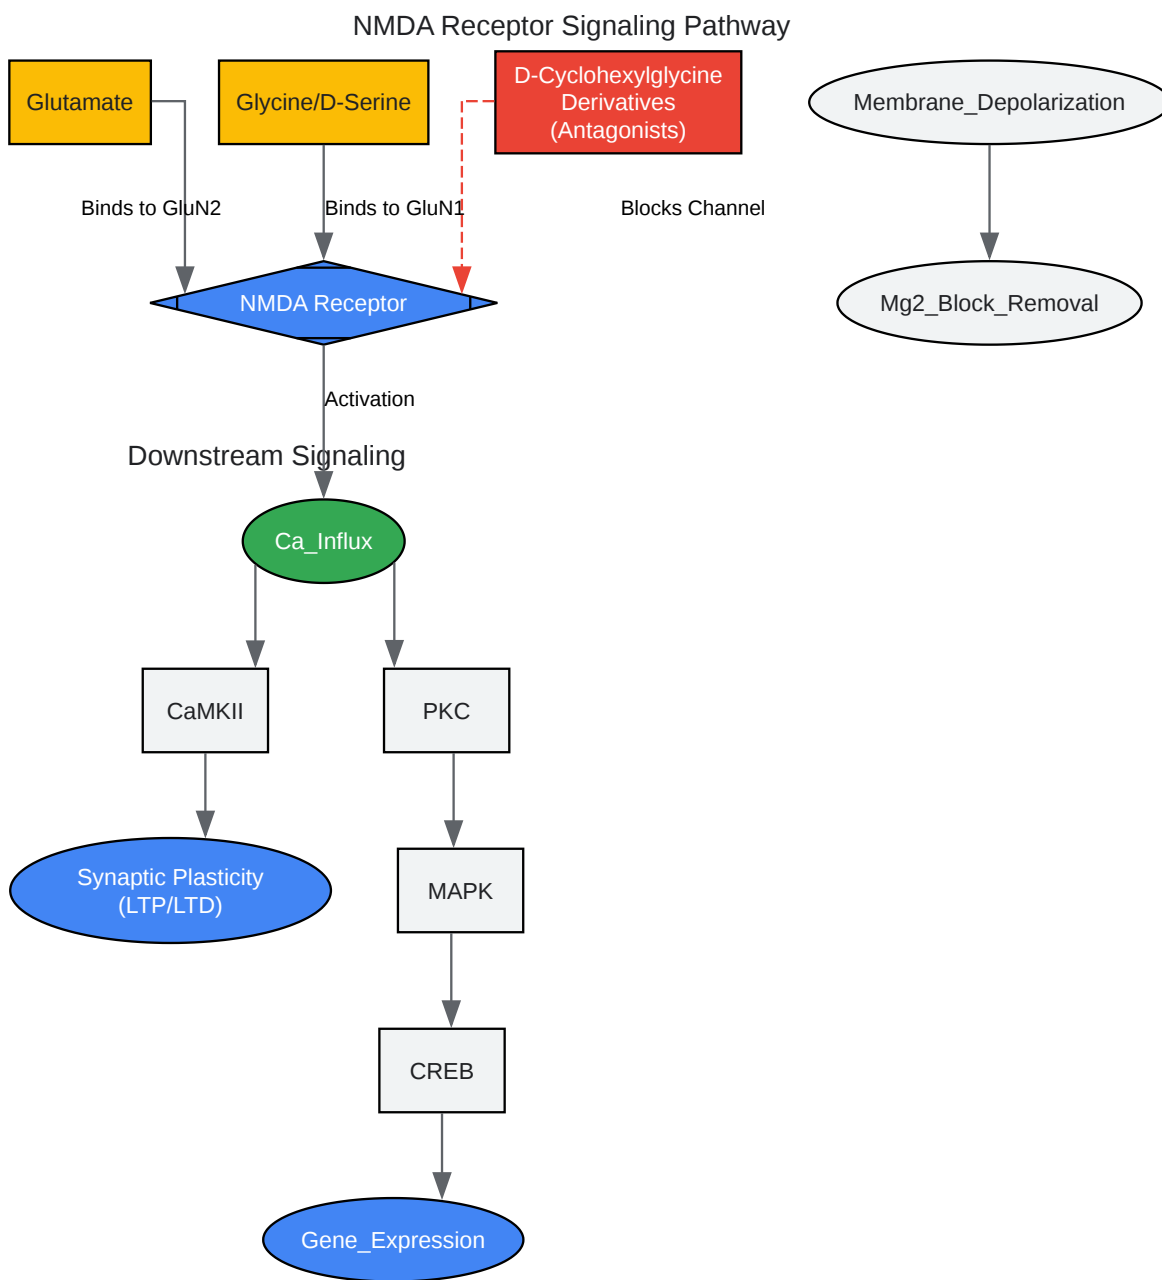 NMDA Receptor Signaling Pathway
Glutamate
Glycine/D-Serine
D-Cyclohexylglycine
Derivatives
(Antagonists)
Membrane_Depolarization
Binds to GluN2
Binds to GluN1
Blocks Channel
NMDA Receptor
Mg2_Block_Removal
Activation
Downstream Signaling
Ca_Influx
CaMKII
PKC
Synaptic Plasticity
(LTP/LTD)
MAPK
CREB
Gene_Expression